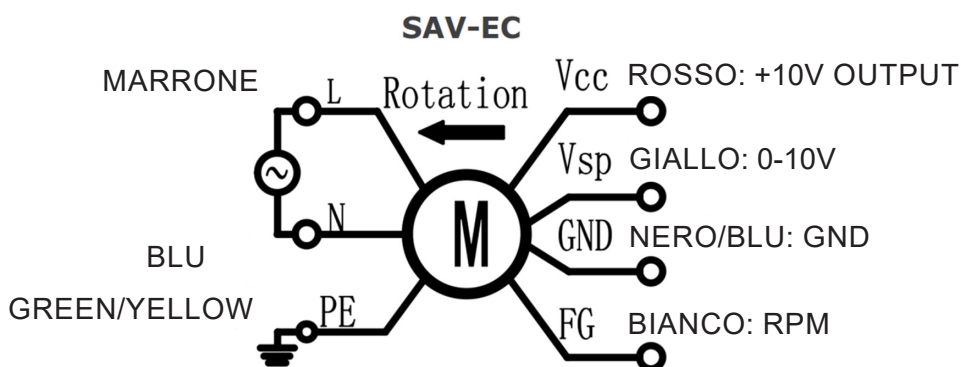 SAV-EC
MARRONE
L
Rotation
Vcc ROSSO: +10V OUTPUT
Vsp GIALLO: 0-10V
N
M
GND NERO/BLU: GND
BLU
GREEN/YELLOW
PE
FG BIANCO: RPM